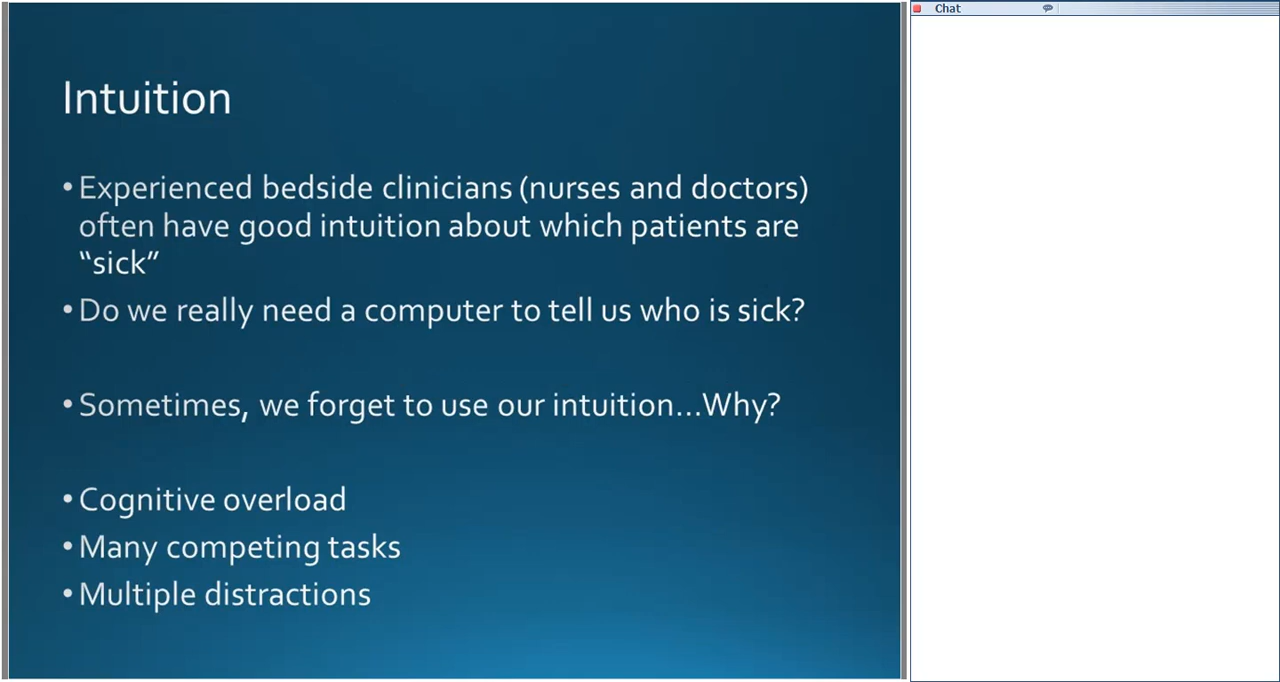 Intuition
•Experienced bedside clinicians (nurses and doctors)
often have good intuition about which patients are
“sick”
•Do we really need a computer to tell us who is sick?
•Sometimes, we forget to use our intuition...Why?
•Cognitive overload
•Many competing tasks
•Multiple distractions
Chat